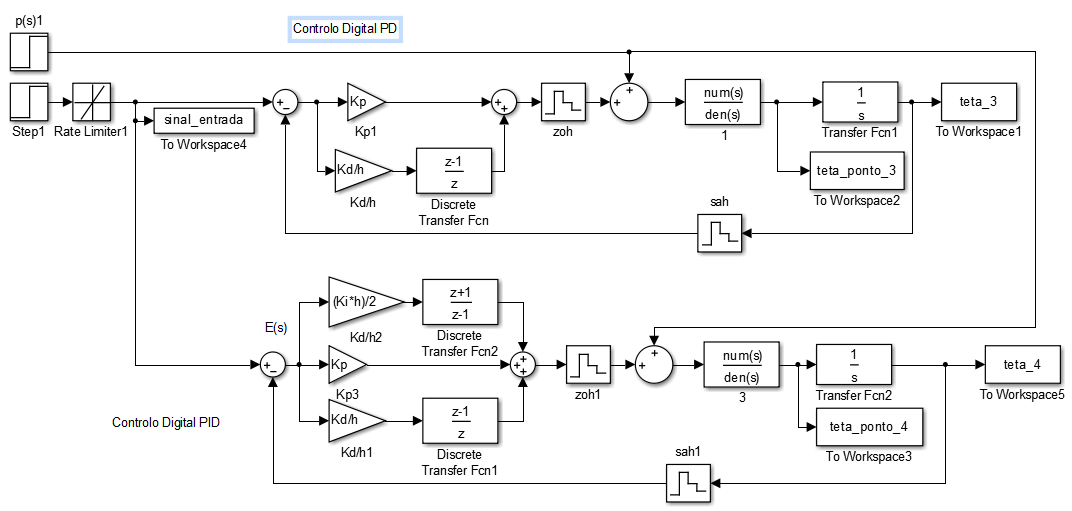 p(s)1
Controlo Digital PD
Step1
Rate Limiter1
sinal_entrada
To Workspace4
Kp
Kp1
Kd/h
Kd/h
z-1
z
Discrete
Transfer Fcn
zoh
num(s)
den(s)
1
1
s
Transfer Fcn1
teta_3
To Workspace1
teta_ponto_3
To Workspace2
sah
E(s)
(Ki*h)/2
Kd/h2
z+1
z-1
Discrete
Transfer Fcn2
Kp
Kp3
Kd/h
Kd/h1
z-1
z
Discrete
Transfer Fcn1
zoh1
num(s)
den(s)
3
1
s
Transfer Fcn2
teta_4
To Workspace5
teta_ponto_4
To Workspace3
sah1
Controlo Digital PID